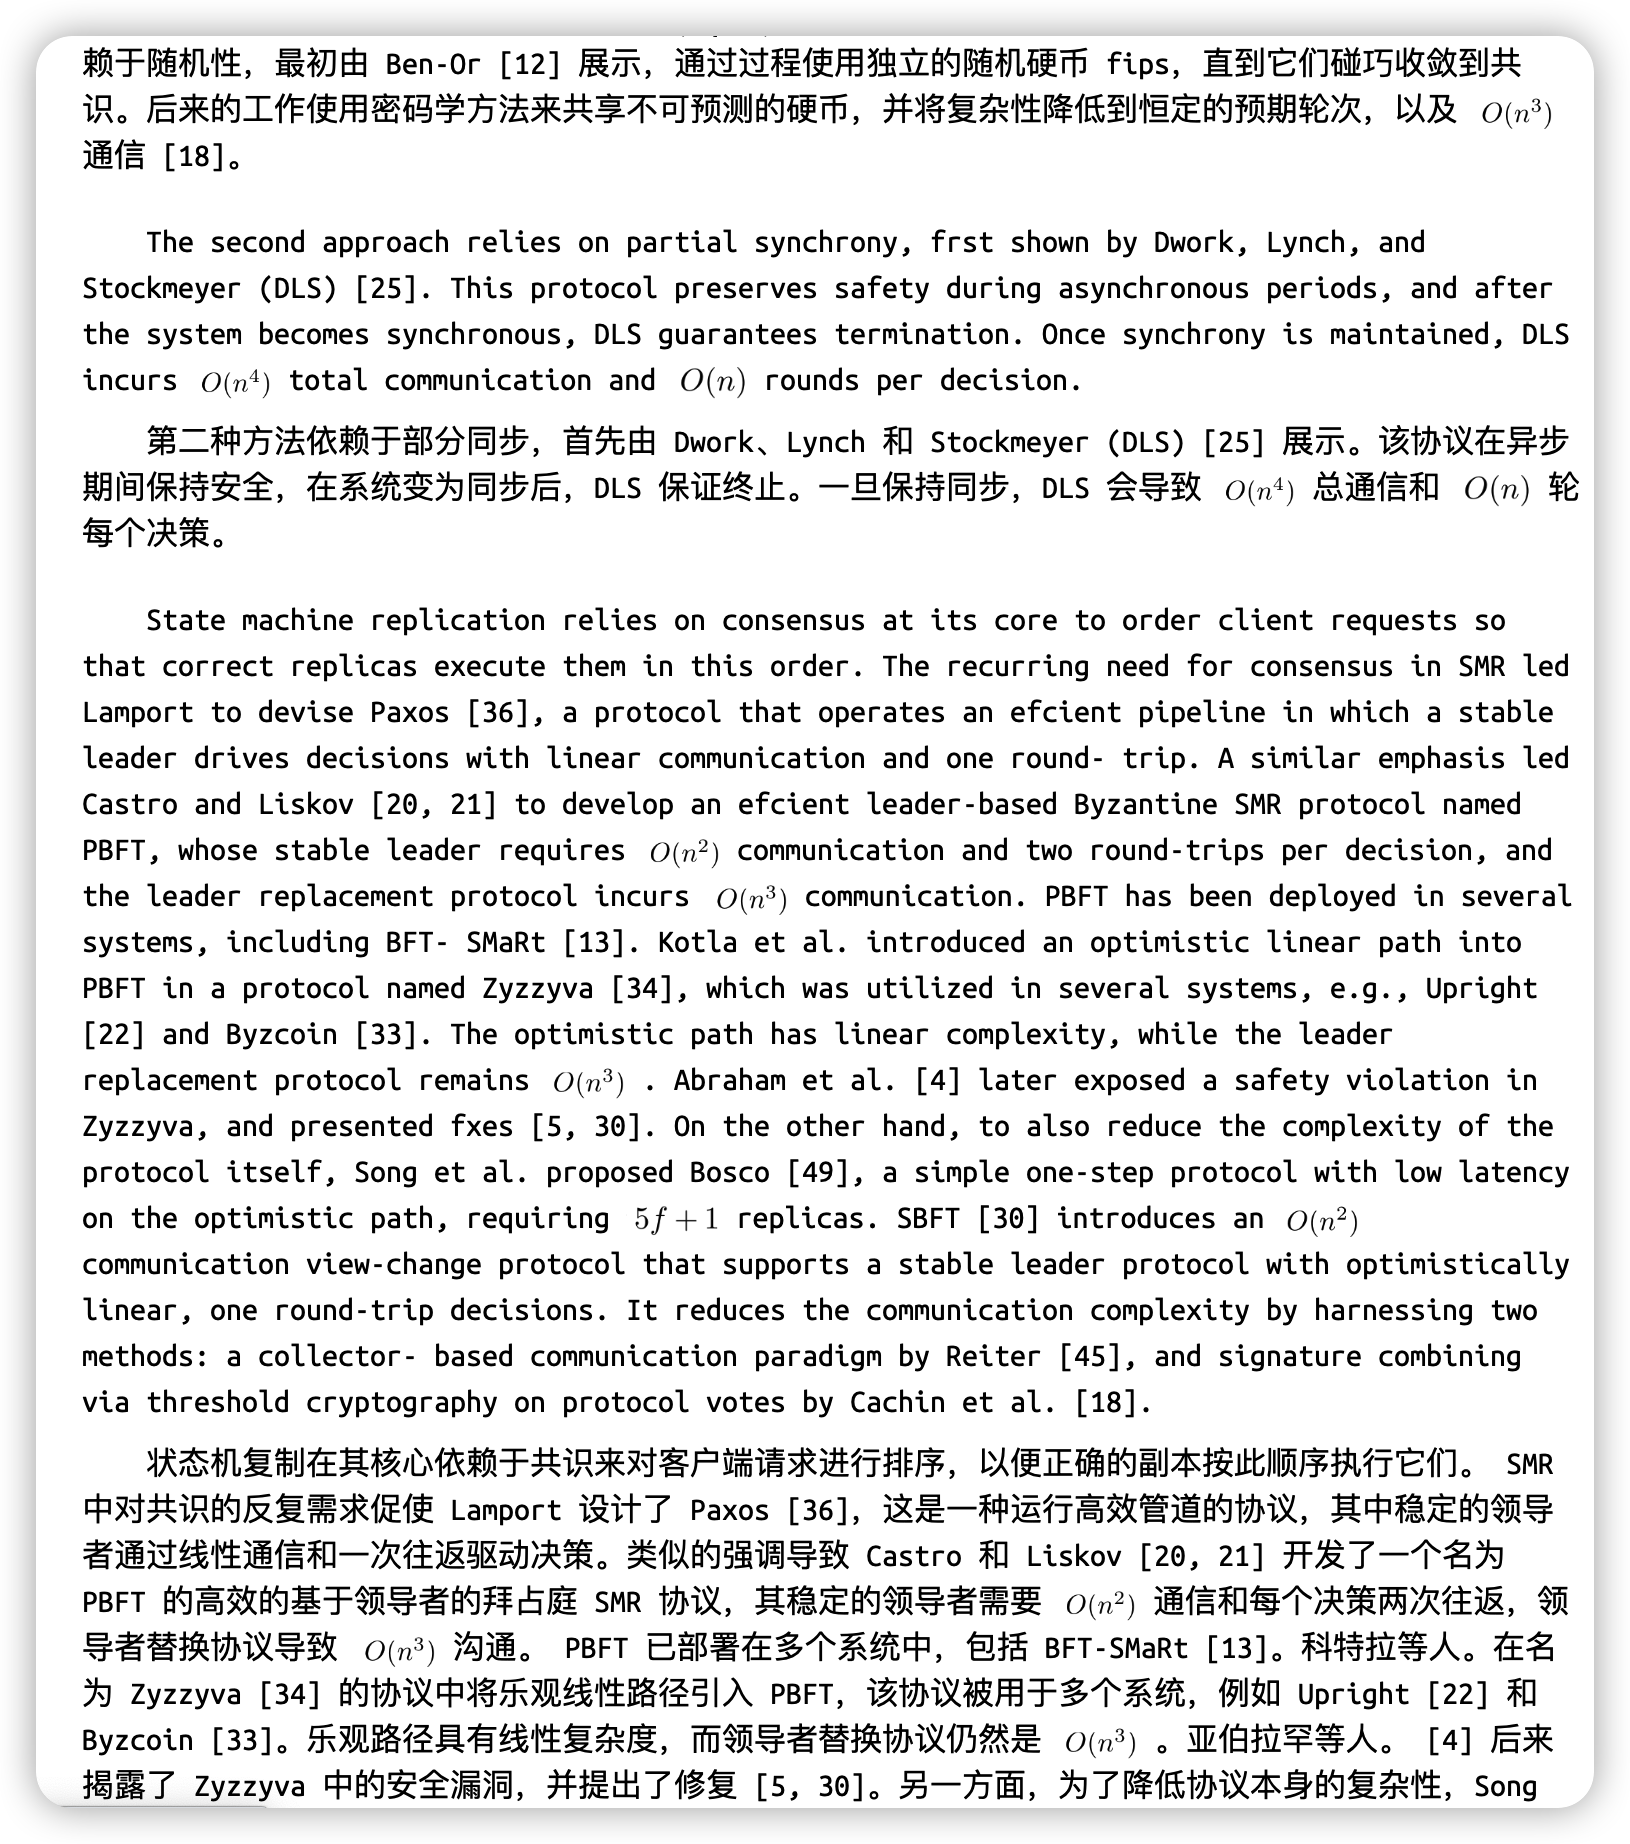 赖于随机性，最初由 Ben-Or [12] 展示，通过过程使用独立的随机硬币 fips，直到它们碰巧收敛到共
识。后来的工作使用密码学方法来共享不可预测的硬币，并将复杂性降低到恒定的预期轮次，以及 O(n³)
通信 [18]。
The second approach relies on partial synchrony, frst shown by Dwork, Lynch, and
Stockmeyer (DLS) [25]. This protocol preserves safety during asynchronous periods, and after
the system becomes synchronous, DLS guarantees termination. Once synchrony is maintained, DLS
incurs O(n⁴) total communication and O(n) rounds per decision.
第二种方法依赖于部分同步，首先由 Dwork、Lynch 和 Stockmeyer (DLS) [25] 展示。该协议在异步
期间保持安全，在系统变为同步后，DLS 保证终止。一旦保持同步，DLS 会导致 O(n⁴) 总通信和 O(n) 轮
每个决策。
State machine replication relies on consensus at its core to order client requests so
that correct replicas execute them in this order. The recurring need for consensus in SMR led
Lamport to devise Paxos [36], a protocol that operates an efcient pipeline in which a stable
leader drives decisions with linear communication and one round- trip. A similar emphasis led
Castro and Liskov [20, 21] to develop an efcient leader-based Byzantine SMR protocol named
PBFT, whose stable leader requires O(n²) communication and two round-trips per decision, and
the leader replacement protocol incurs O(n³) communication. PBFT has been deployed in several
systems, including BFT- SMaRt [13]. Kotla et al. introduced an optimistic linear path into
PBFT in a protocol named Zyzzyva [34], which was utilized in several systems, e.g., Upright
[22] and Byzcoin [33]. The optimistic path has linear complexity, while the leader
replacement protocol remains O(n³) . Abraham et al. [4] later exposed a safety violation in
Zyzzyva, and presented fxes [5, 30]. On the other hand, to also reduce the complexity of the
protocol itself, Song et al. proposed Bosco [49], a simple one-step protocol with low latency
on the optimistic path, requiring 5f + 1 replicas. SBFT [30] introduces an O(n²)
communication view-change protocol that supports a stable leader protocol with optimistically
linear, one round-trip decisions. It reduces the communication complexity by harnessing two
methods: a collector- based communication paradigm by Reiter [45], and signature combining
via threshold cryptography on protocol votes by Cachin et al. [18].
状态机复制在其核心依赖于共识来对客户端请求进行排序，以便正确的副本按此顺序执行它们。 SMR
中对共识的反复需求促使 Lamport 设计了 Paxos [36]，这是一种运行高效管道的协议，其中稳定的领导
者通过线性通信和一次往返驱动决策。类似的强调导致 Castro 和 Liskov [20, 21] 开发了一个名为
PBFT 的高效的基于领导者的拜占庭 SMR 协议，其稳定的领导者需要 O(n²) 通信和每个决策两次往返，领
导者替换协议导致 O(n³) 沟通。 PBFT 已部署在多个系统中，包括 BFT-SMaRt [13]。科特拉等人。在名
为 Zyzzyva [34] 的协议中将乐观线性路径引入 PBFT，该协议被用于多个系统，例如 Upright [22] 和
Byzcoin [33]。乐观路径具有线性复杂度，而领导者替换协议仍然是 O(n³) 。亚伯拉罕等人。 [4] 后来
揭露了 Zyzzyva 中的安全漏洞，并提出了修复 [5, 30]。另一方面，为了降低协议本身的复杂性，Song